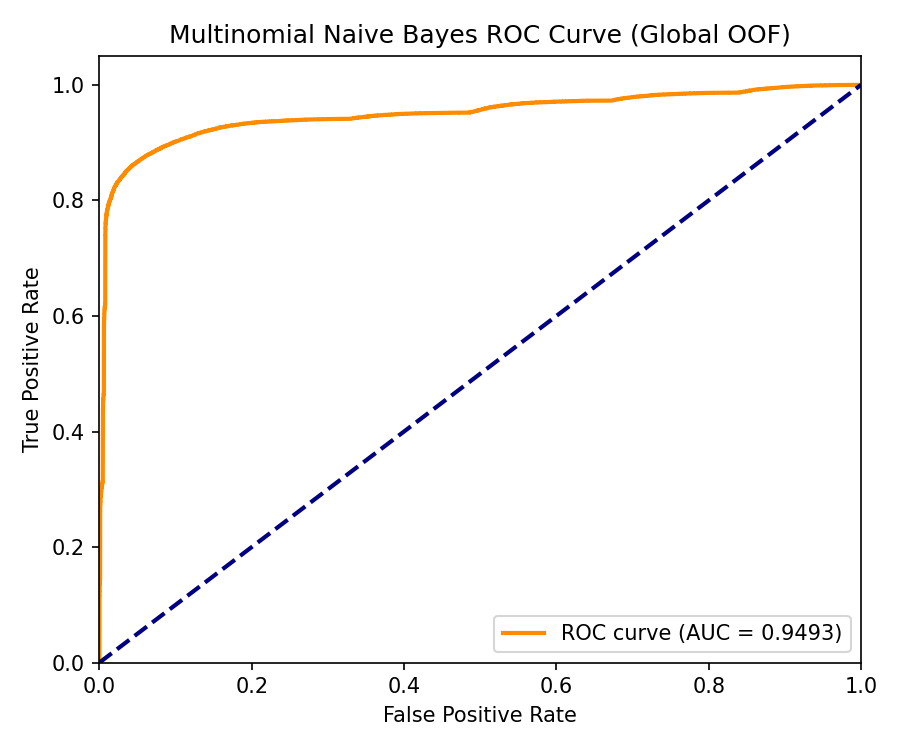 Multinomial Naive Bayes ROC Curve (Global OOF)
True Positive Rate
1.0
0.8
0.6
0.4
0.2
0.0
0.0 0.2 0.4 0.6 0.8 1.0
False Positive Rate
ROC curve (AUC = 0.9493)